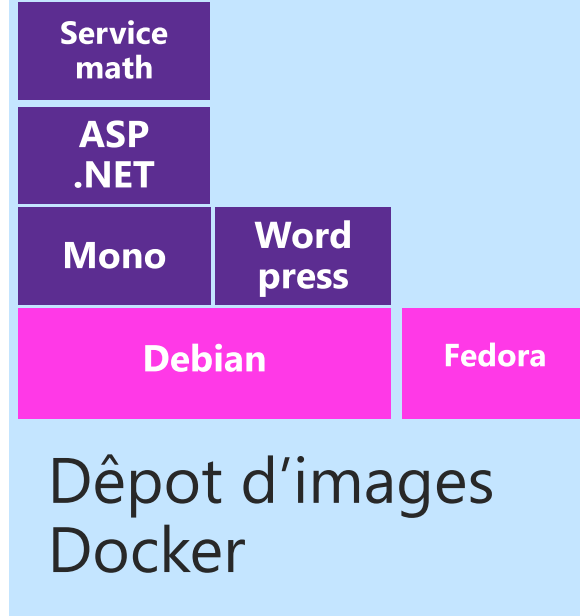 Service
math
ASP
.NET
Mono
Word
press
Debian
Fedora
Dêpot d’images
Docker